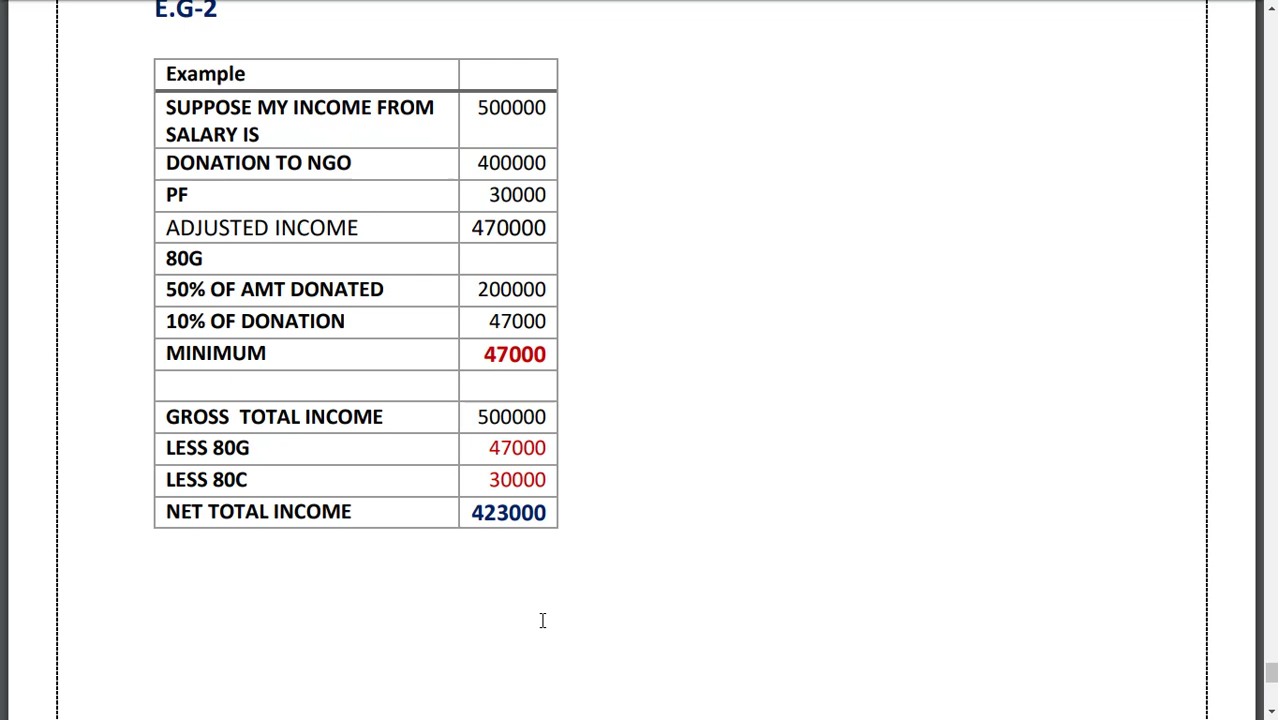 E.G-2
Example
SUPPOSE MY INCOME FROM 500000
SALARY IS
DONATION TO NGO 400000
PF 30000
ADJUSTED INCOME 470000
80G
50% OF AMT DONATED 200000
10% OF DONATION 47000
MINIMUM 47000
GROSS TOTAL INCOME 500000
LESS 80G 47000
LESS 80C 30000
NET TOTAL INCOME 423000